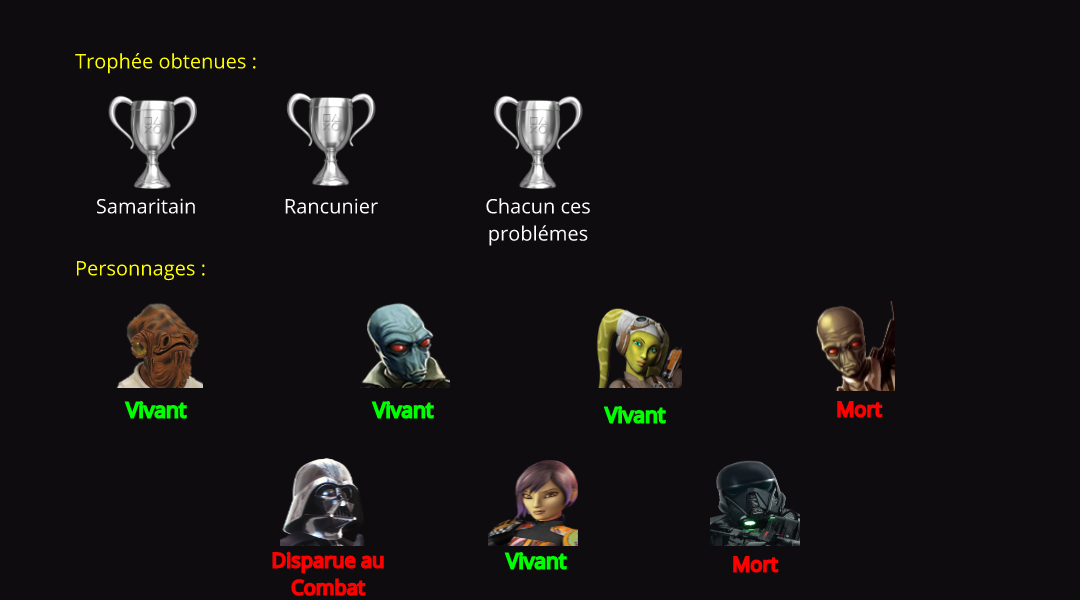 Trophée obtenues :
Samaritain
Rancunier
Chacun ces
problémes
Personnages :
Vivant
Vivant
Vivant
Mort
Disparue au
Combat
Vivant
Mort